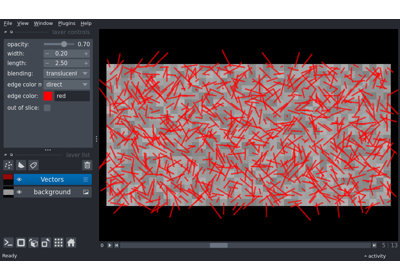 File View Window Plugins Help
layer controls
opacity: 0.70
width: 0.20
length: 2.50
blending: translucent
edge color m direct
edge color: red
out of slice:
layer list
Vectors
background
0 5 13
Ready activity